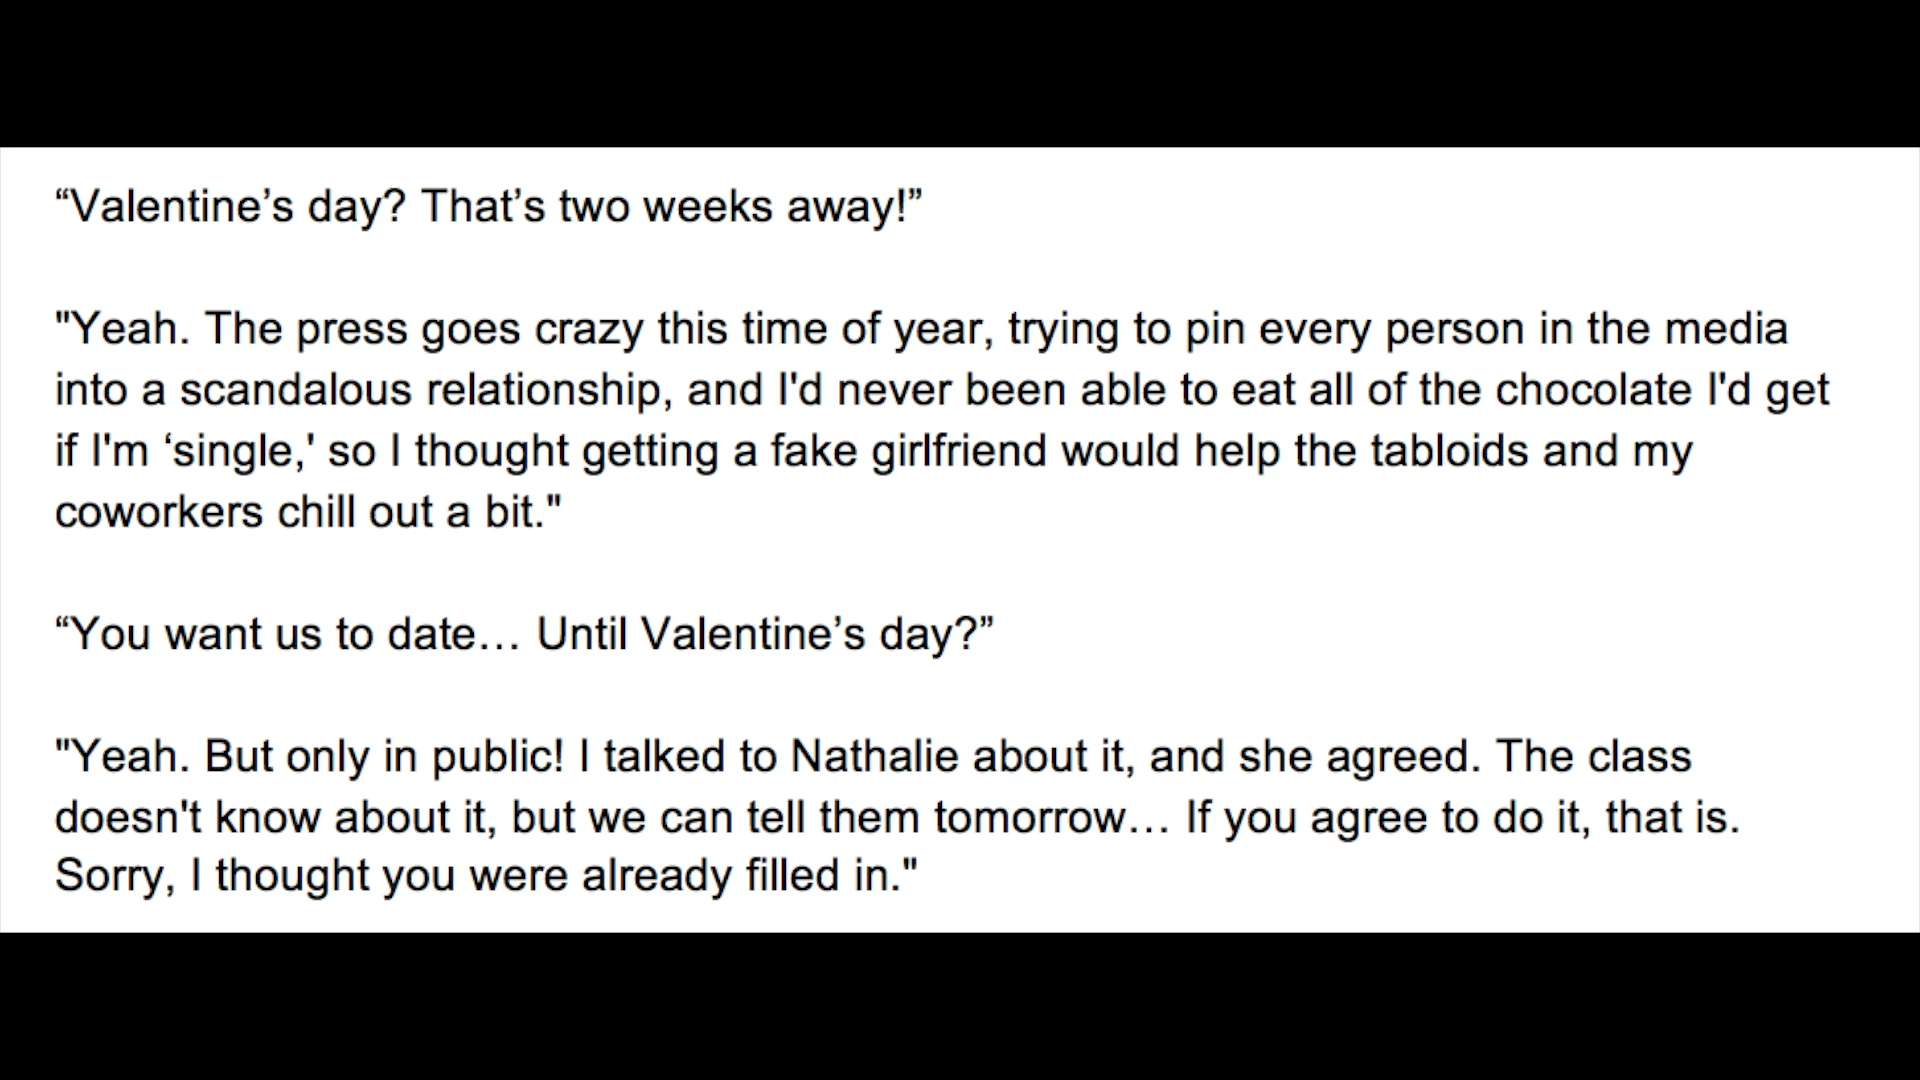 “Valentine’s day? That’s two weeks away!”
"Yeah. The press goes crazy this time of year, trying to pin every person in the media
into a scandalous relationship, and I'd never been able to eat all of the chocolate I'd get
if I'm ‘single,' so I thought getting a fake girlfriend would help the tabloids and my
coworkers chill out a bit."
“You want us to date… Until Valentine’s day?”
"Yeah. But only in public! I talked to Nathalie about it, and she agreed. The class
doesn't know about it, but we can tell them tomorrow… If you agree to do it, that is.
Sorry, I thought you were already filled in."